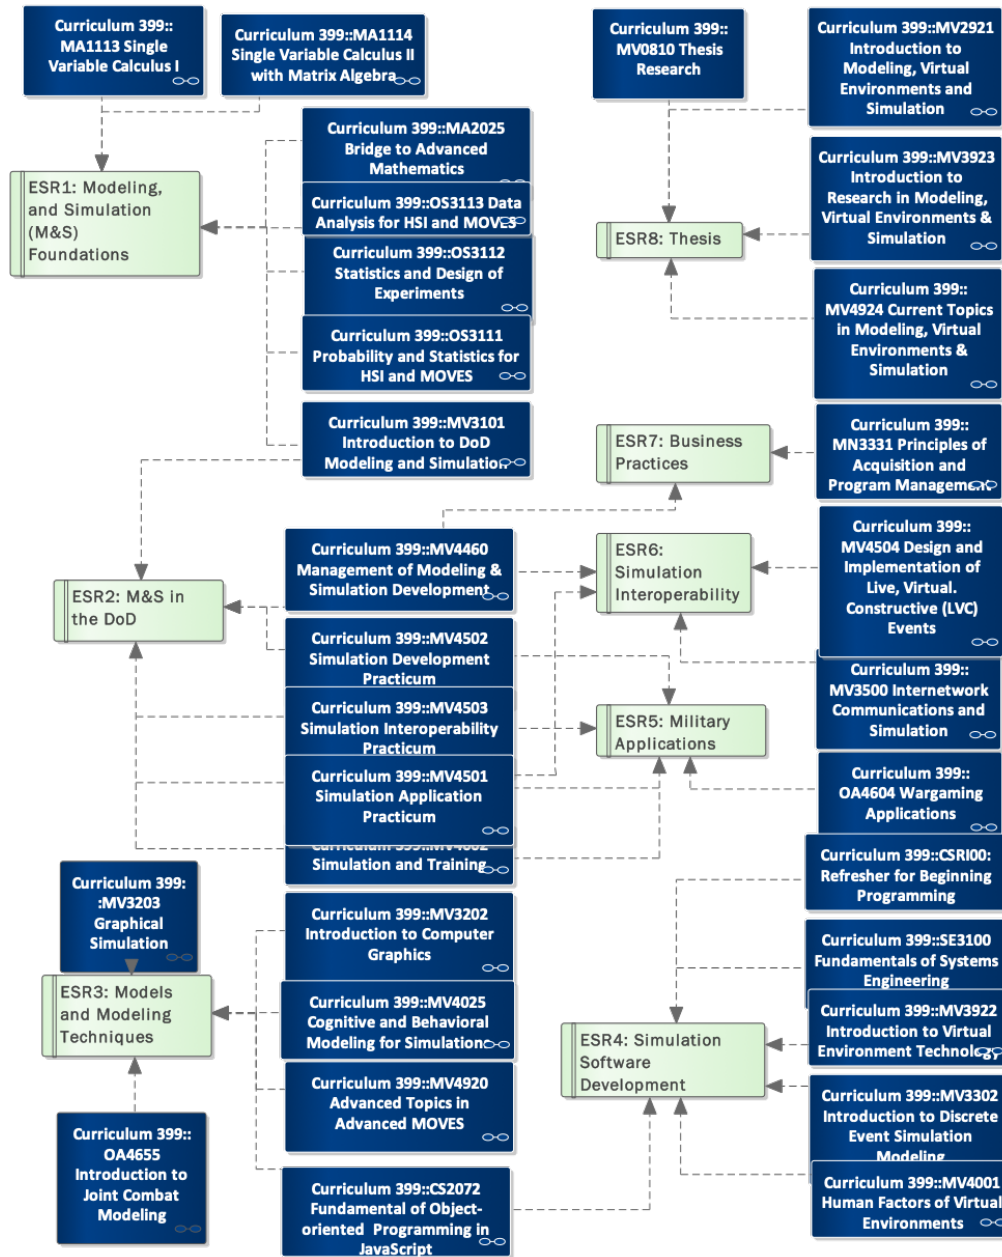 Curriculum 399::
MA1113 Single
Variable Calculus I
Curriculum 399::MA1114
Single Variable Calculus II
with Matrix Algebra
Curriculum 399::
MV0810 Thesis
Research
Curriculum 399::MV2921
Introduction to
Modeling, Virtual
Environments and
Simulation
Curriculum 399::MA2025
Bridge to Advanced
Mathematics
Curriculum 399::OS3113 Data
Analysis for HSI and MOVES
Curriculum 399::OS3112
Statistics and Design of
Experiments
Curriculum 399::OS3111
Probability and Statistics for
HSI and MOVES
Curriculum 399::MV3101
Introduction to DoD
Modeling and Simulation
ESR1: Modeling,
and Simulation
(M&S)
Foundations
Curriculum 399::MV3923
Introduction to
Research in Modeling,
Virtual Environments &
Simulation
ESR8: Thesis
Curriculum 399::
MV4924 Current Topics
in Modeling, Virtual
Environments &
Simulation
ESR7: Business
Practices
Curriculum 399::
MN3331 Principles of
Acquisition and
Program Management
Curriculum 399::MV4460
Management of Modeling &
Simulation Development
ESR6:
Simulation
Interoperability
Curriculum 399::
MV4504 Design and
Implementation of
Live, Virtual.
Constructive (LVC)
Events
ESR2: M&S in
the DoD
Curriculum 399::MV4502
Simulation Development
Practicum
Curriculum 399::MV4503
Simulation Interoperability
Practicum
Curriculum 399::MV4501
Simulation Application
Practicum
Simulation and Training
Curriculum 399::
MV3500 Internetwork
Communications and
Simulation
ESR5: Military
Applications
Curriculum 399::
OA4604 Wargaming
Applications
Curriculum 399:
:MV3203
Graphical
Simulation
ESR3: Models
and Modeling
Techniques
Curriculum 399::
OA4655
Introduction to
Joint Combat
Modeling
Curriculum 399::MV3202
Introduction to Computer
Graphics
Curriculum 399::MV4025
Cognitive and Behavioral
Modeling for Simulations
Curriculum 399::MV4920
Advanced Topics in
Advanced MOVES
Curriculum 399::CS2072
Fundamental of Object-
oriented Programming in
JavaScript
Curriculum 399::CSRI00:
Refresher for Beginning
Programming
Curriculum 399::SE3100
Fundamentals of Systems
Engineering
Curriculum 399::MV3922
Introduction to Virtual
Environment Technology
ESR4: Simulation
Software
Development
Curriculum 399::MV3302
Introduction to Discrete
Event Simulation
Modeling
Curriculum 399::MV4001
Human Factors of Virtual
Environments